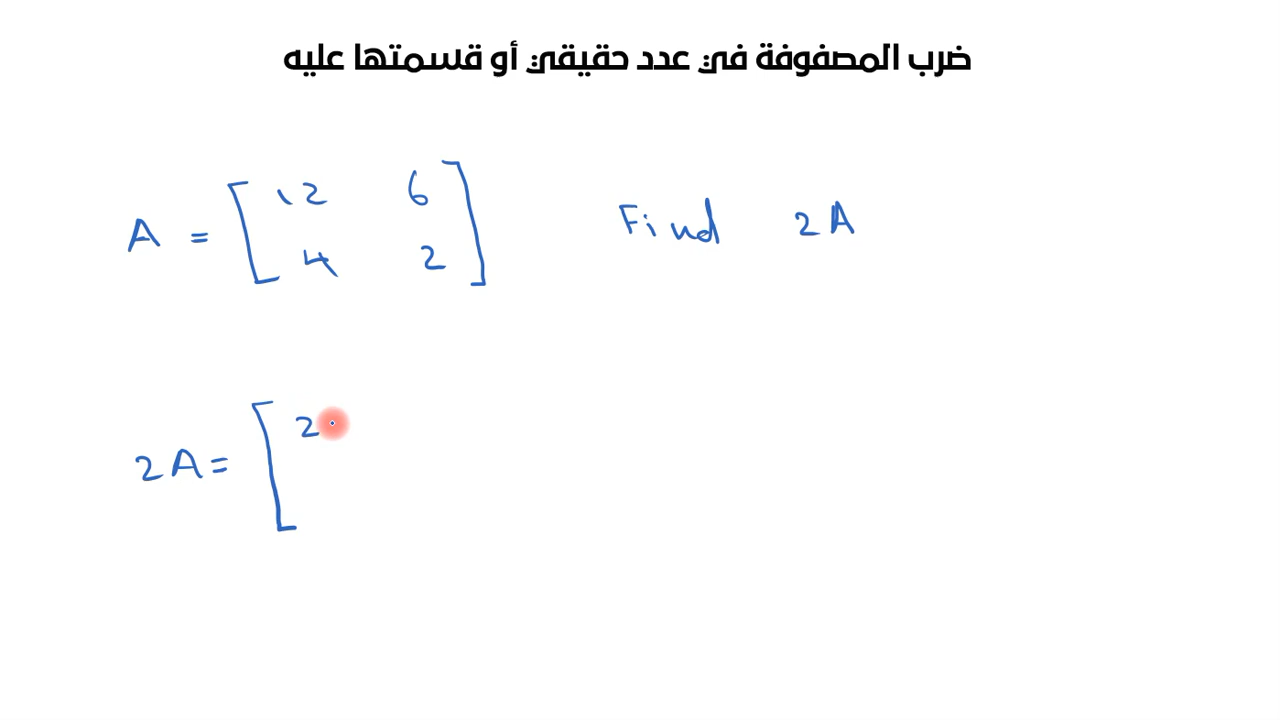 ضرب المصفوفة في عدد حقيقي أو قسمتها عليه
A = [ 12 6
4 2 ]
Find 2A
2A = [ 2